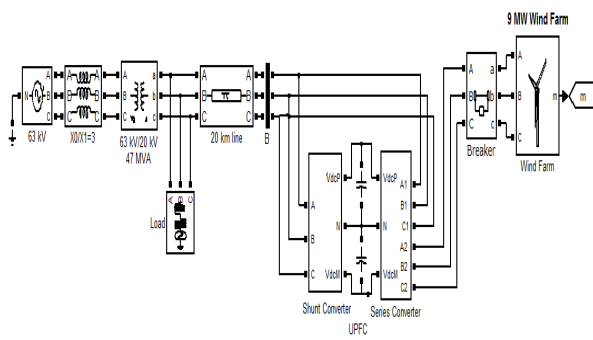 9 MW Wind Farm
A A A A a A A A a A
N B B B B b B B B b B m m
C C C C c C C C c C
63 kV X0/X1=3 63 kV/20 kV 20 km line B Breaker Wind Farm
47 MVA
A B C
Load
VdcP VdcP A1
A B1
N N C1
B A2
B2
C VdcM VdcM C2
Shunt Converter Series Converter
UPFC